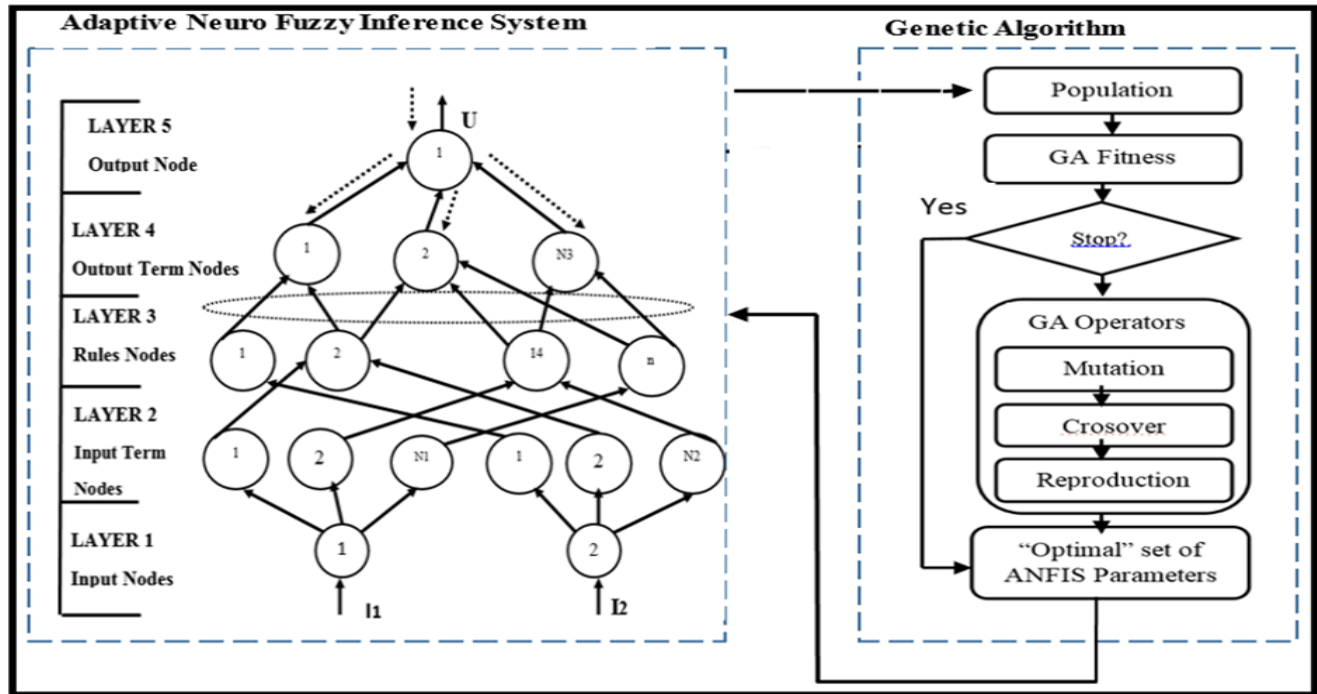 Adaptive Neuro Fuzzy Inference System
LAYER 5
Output Node
LAYER 4
Output Term Nodes
LAYER 3
Rules Nodes
LAYER 2
Input Term
Nodes
LAYER 1
Input Nodes
U
1
1
2
N3
1
2
14
n
1
2
N1
1
2
N2
1
2
I1
I2
Genetic Algorithm
Population
GA Fitness
Yes
Stop?
GA Operators
Mutation
Crosover
Reproduction
“Optimal” set of
ANFIS Parameters